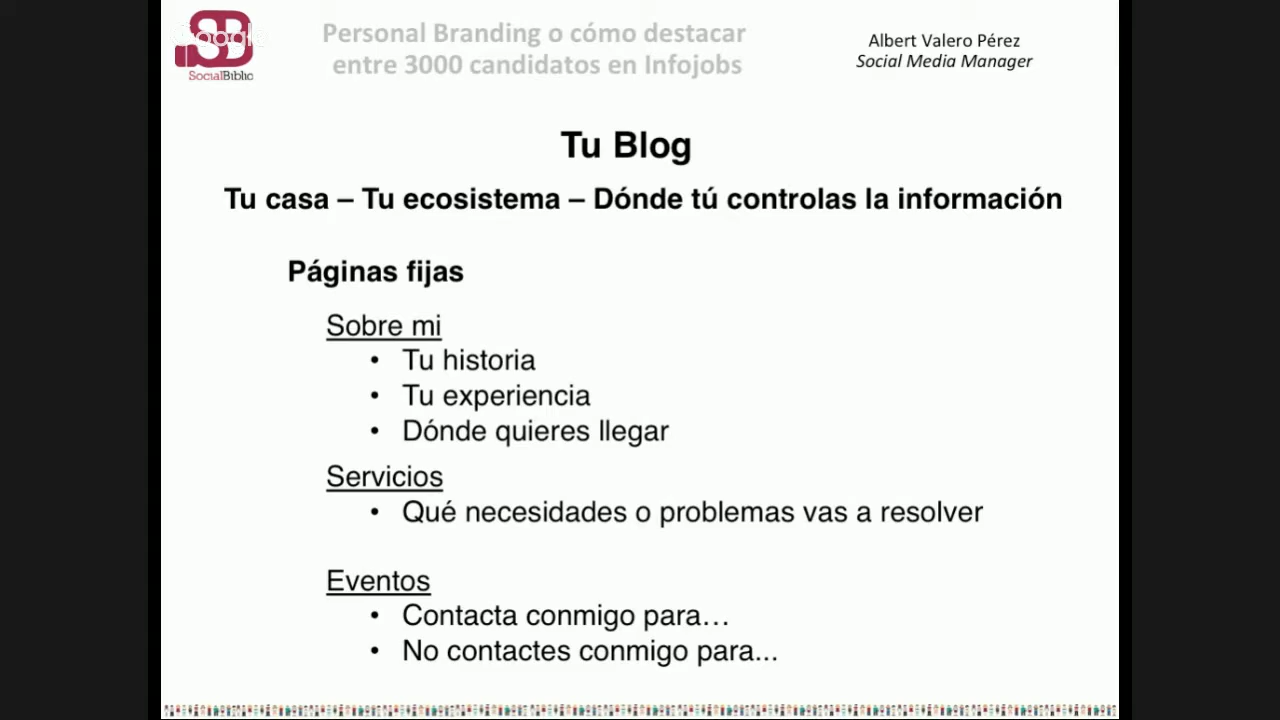 SB
Google
SocialBiblio
Personal Branding o cómo destacar
entre 3000 candidatos en Infojobs
Albert Valero Pérez
Social Media Manager
Tu Blog
Tu casa – Tu ecosistema – Dónde tú controlas la información
Páginas fijas
Sobre mi
• Tu historia
• Tu experiencia
• Dónde quieres llegar
Servicios
• Qué necesidades o problemas vas a resolver
Eventos
• Contacta conmigo para…
• No contactes conmigo para...